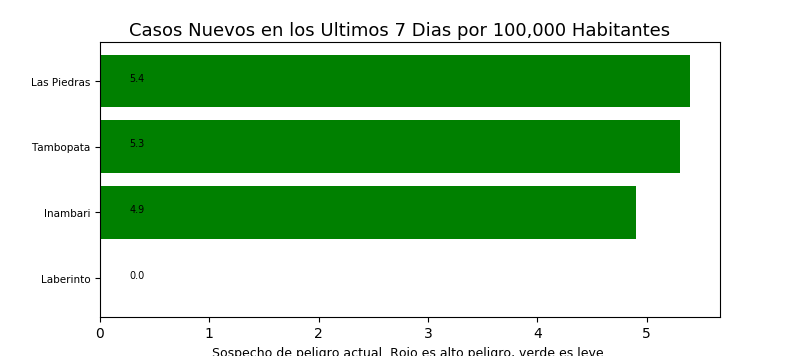 Casos Nuevos en los Ultimos 7 Dias por 100,000 Habitantes
Las Piedras
5.4
Tambopata
5.3
Inambari
4.9
Laberinto
0.0
0 1 2 3 4 5
Sospecho de peligro actual. Rojo es alto peligro, verde es leve